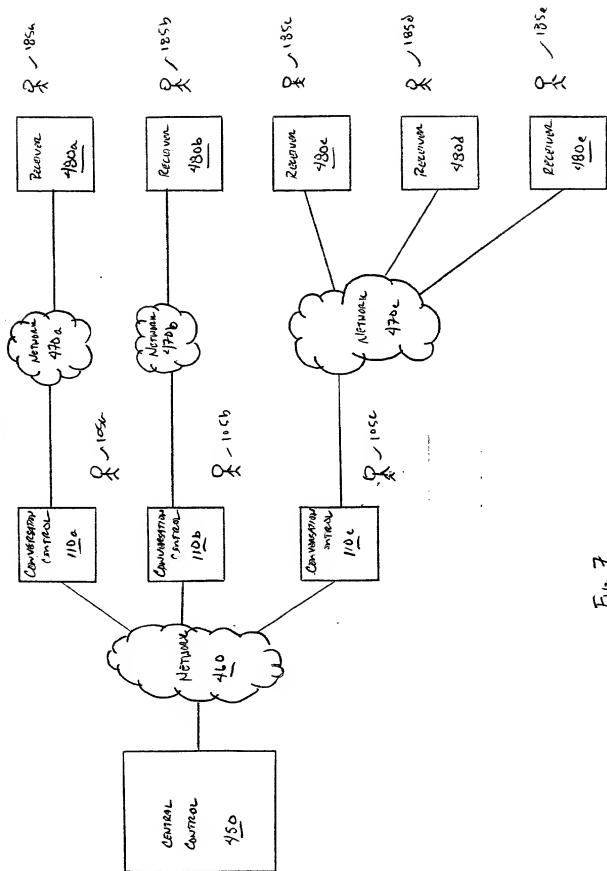 CONVERSATION
CONTROL
110a
105a
NETWORK
470a
RECEIVER
480a
185a
CENTRAL
CONTROL
450
NETWORK
460
CONVERSATION
CONTROL
110b
105b
NETWORK
470b
RECEIVER
480b
185b
CONVERSATION
CONTROL
110c
105c
NETWORK
470c
RECEIVER
480c
185c
RECEIVER
480d
185d
RECEIVER
480e
185e
FIG. 7